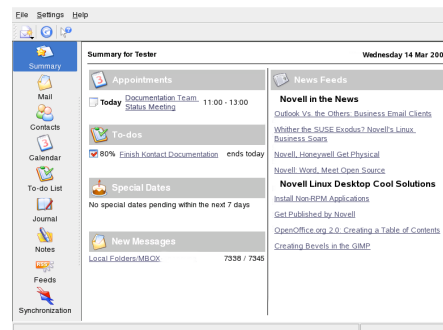 File Settings Help
Summary
Mail
Contacts
Calendar
To-do List
Journal
Notes
Feeds
Synchronization
Summary for Tester
Wednesday 14 Mar 200
Appointments
Today Documentation Team Status Meeting 11:00 - 13:00
To-dos
80% Finish Kontact Documentation ends today
Special Dates
No special dates pending within the next 7 days
New Messages
Local Folders/MBOX 7338 / 7345
News Feeds
Novell in the News
Outlook Vs. the Others: Business Email Clients
Whither the SUSE Exodus? Novell's Linux
Business Soars
Novell, Honeywell Get Physical
Novell: Word, Meet Open Source
Novell Linux Desktop Cool Solutions
Install Non-RPM Applications
Get Published by Novell
OpenOffice.org 2.0: Creating a Table of Contents
Creating Bevels in the GIMP